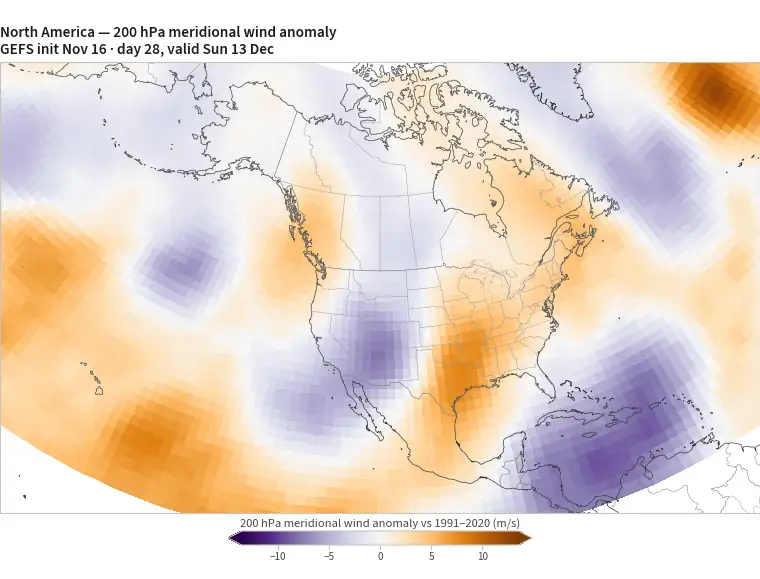 North America — 200 hPa meridional wind anomaly
GEFS init Nov 16 · day 28, valid Sun 13 Dec
200 hPa meridional wind anomaly vs 1991–2020 (m/s)
−10 −5 0 5 10